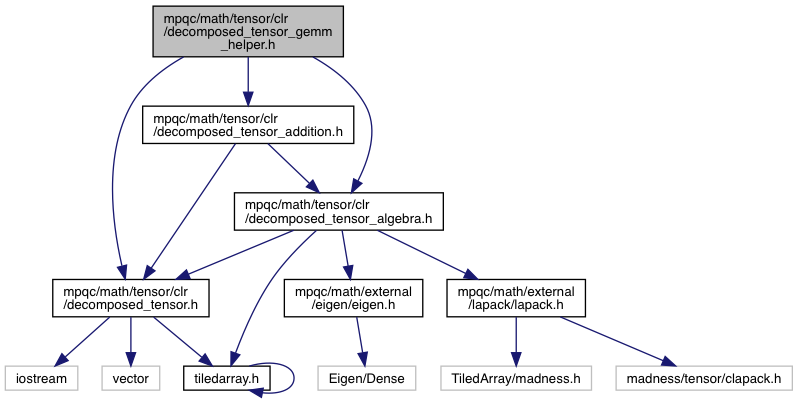 mpqc/math/tensor/clr
/decomposed_tensor_gemm
_helper.h
mpqc/math/tensor/clr
/decomposed_tensor_addition.h
mpqc/math/tensor/clr
/decomposed_tensor_algebra.h
mpqc/math/tensor/clr
/decomposed_tensor.h
mpqc/math/external
/eigen/eigen.h
mpqc/math/external
/lapack/lapack.h
iostream
vector
tiledarray.h
Eigen/Dense
TiledArray/madness.h
madness/tensor/clapack.h